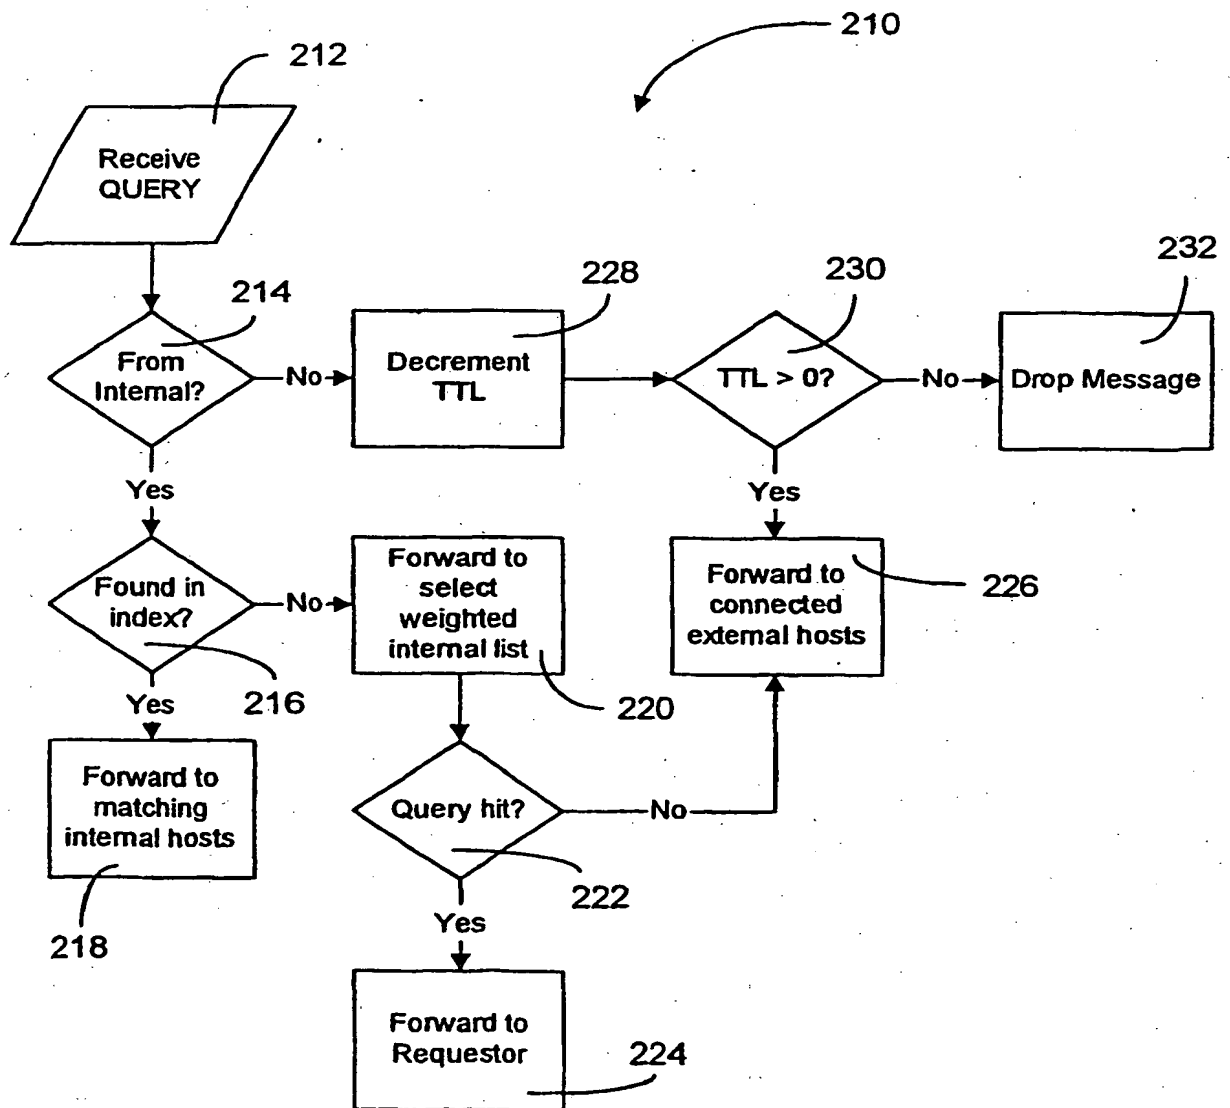 210
212
Receive
QUERY
214
228
230
232
From
Internal?
No
Decrement
TTL
TTL > 0?
No
Drop Message
Yes
Yes
Found in
index?
No
Forward to
select
weighted
internal list
Forward to
connected
external hosts
226
216
220
Yes
Forward to
matching
internal hosts
218
Query hit?
No
222
Yes
Forward to
Requestor
224